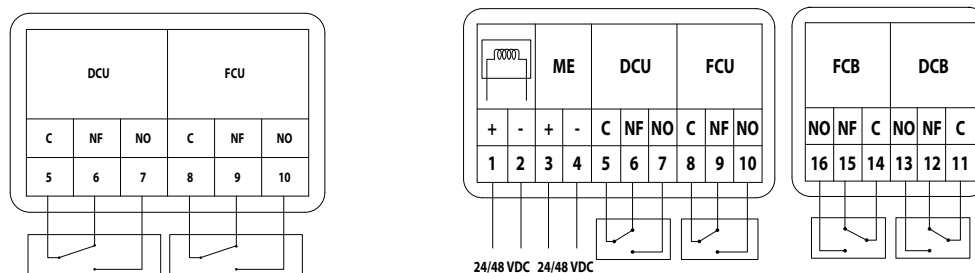 DCU FCU
C NF NO C NF NO
5 6 7 8 9 10
ME DCU FCU
+ - + - C NF NO C NF NO
1 2 3 4 5 6 7 8 9 10
24/48 VDC 24/48 VDC
FCB DCB
NO NF C NO NF C
16 15 14 13 12 11